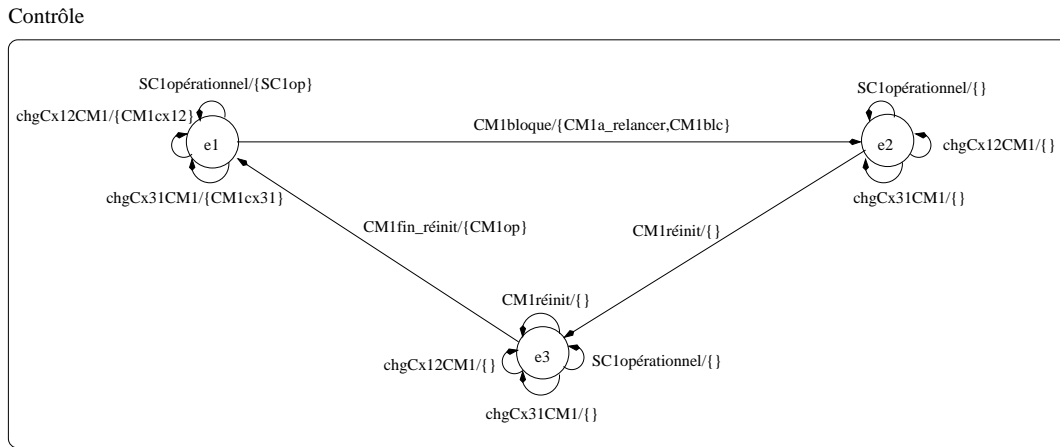 Contrôle
SC1opérationnel/{SC1op}
SC1opérationnel/{}
chgCx12CM1/{CM1cx12}
CM1bloque/{CM1a_relancer,CM1blc}
e1
e2
chgCx12CM1/{}
chgCx31CM1/{CM1cx31}
chgCx31CM1/{}
CM1fin_réinit/{CM1op}
CM1réinit/{}
CM1réinit/{}
e3
chgCx12CM1/{}
SC1opérationnel/{}
chgCx31CM1/{}